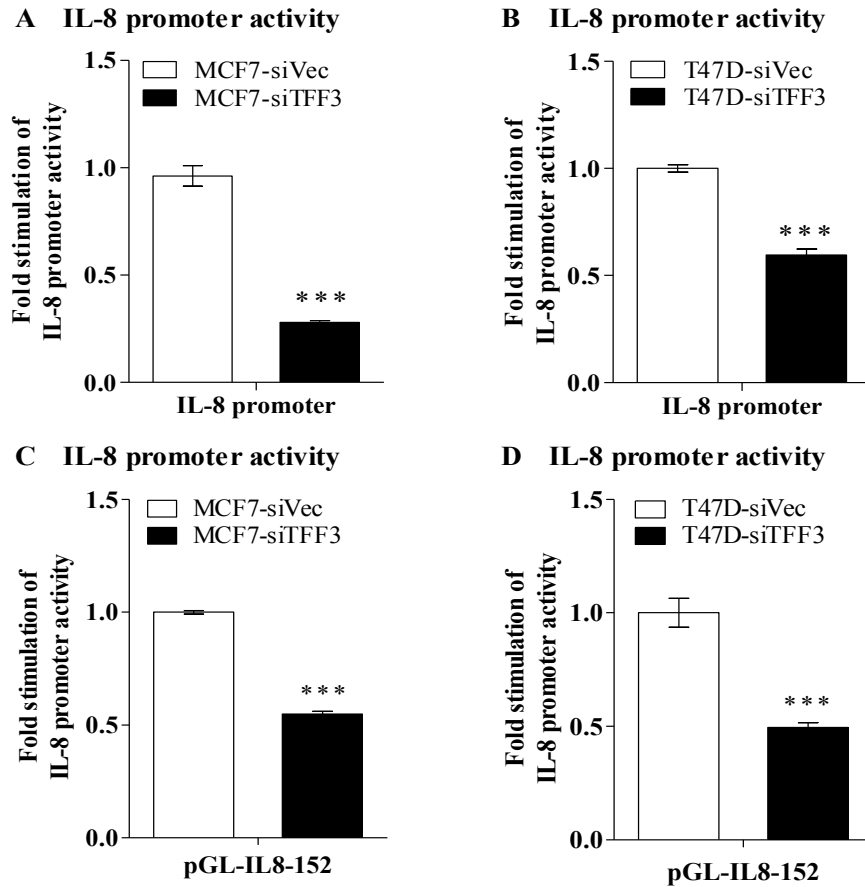 A IL-8 promoter activity
Fold stimulation of
IL-8 promoter activity
1.5
1.0
0.5
0.0
MCF7-siVec
MCF7-siTFF3
***
IL-8 promoter
B IL-8 promoter activity
Fold stimulation of
IL-8 promoter activity
1.5
1.0
0.5
0.0
T47D-siVec
T47D-siTFF3
***
IL-8 promoter
C IL-8 promoter activity
Fold stimulation of
IL-8 promoter activity
1.5
1.0
0.5
0.0
MCF7-siVec
MCF7-siTFF3
***
pGL-IL8-152
D IL-8 promoter activity
Fold stimulation of
IL-8 promoter activity
1.5
1.0
0.5
0.0
T47D-siVec
T47D-siTFF3
***
pGL-IL8-152